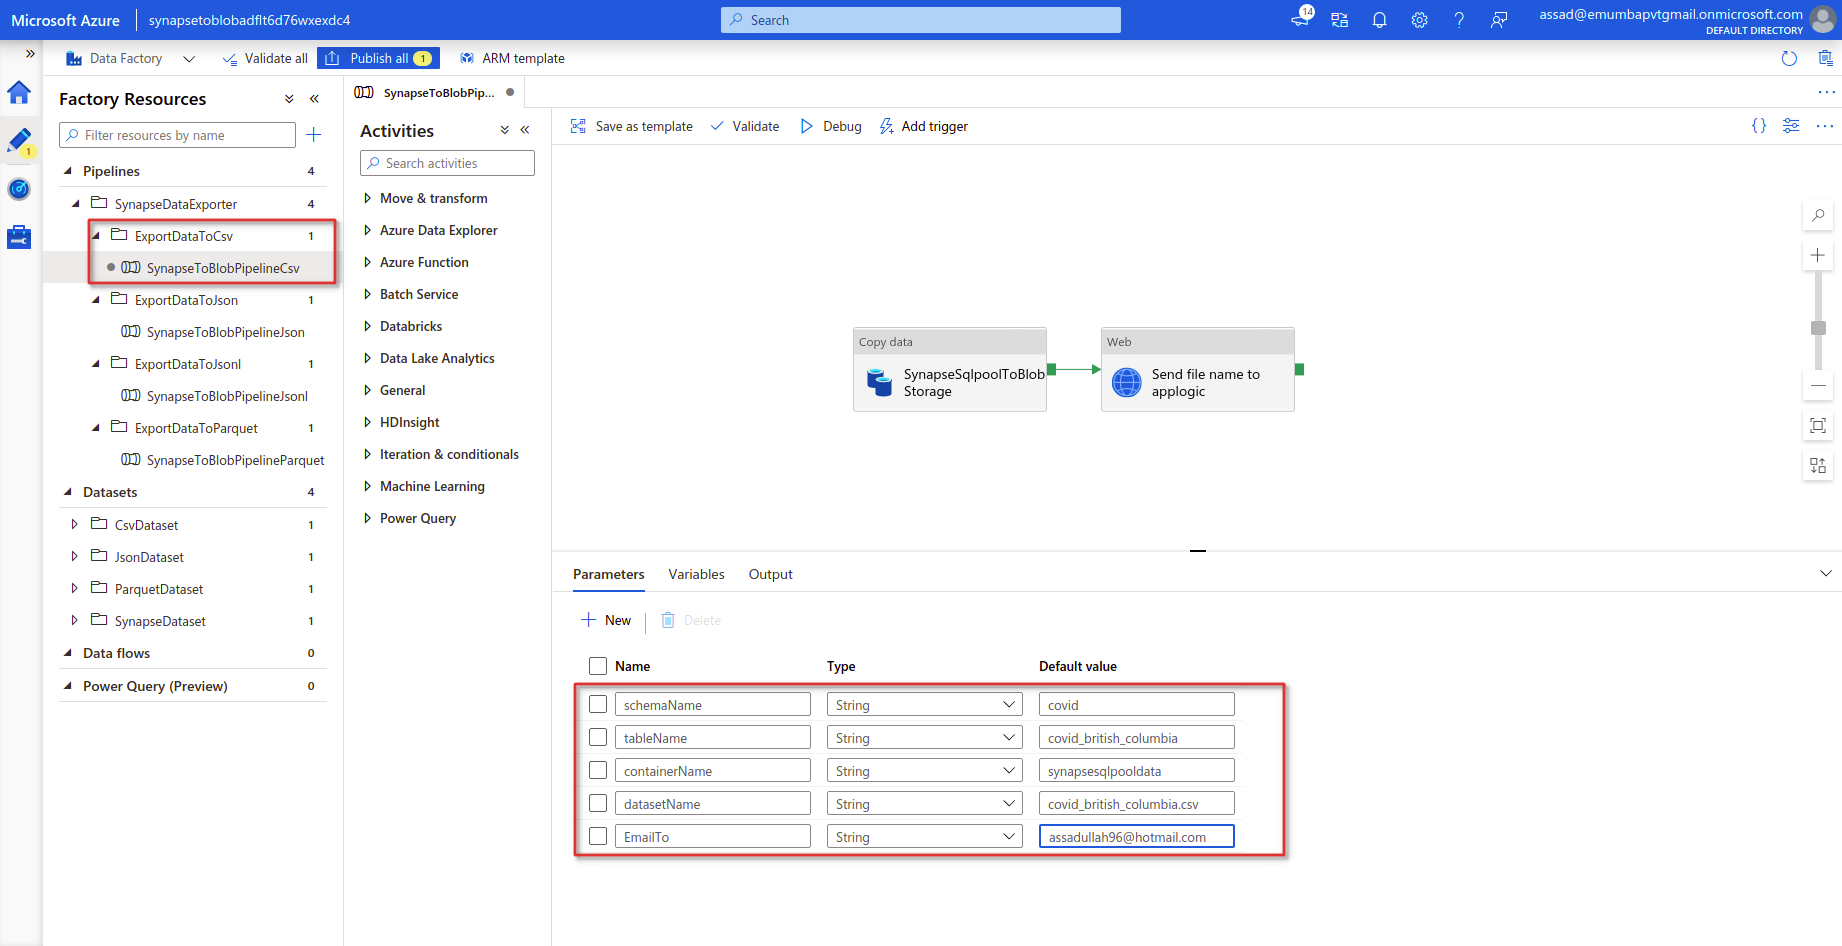 Microsoft Azure
synapsetoblobadflt6d76wxexdc4
Search
14
assad@emumbapvtgmail.onmicrosoft.com
DEFAULT DIRECTORY
Data Factory
Validate all
Publish all
1
ARM template
1
Factory Resources
Filter resources by name
Pipelines 4
SynapseDataExporter 4
ExportDataToCsv 1
SynapseToBlobPipelineCsv
ExportDataToJson 1
SynapseToBlobPipelineJson
ExportDataToJsonl 1
SynapseToBlobPipelineJsonl
ExportDataToParquet 1
SynapseToBlobPipelineParquet
Datasets 4
CsvDataset 1
JsonDataset 1
ParquetDataset 1
SynapseDataset 1
Data flows 0
Power Query (Preview) 0
SynapseToBlobPip...
Activities
Search activities
Move & transform
Azure Data Explorer
Azure Function
Batch Service
Databricks
Data Lake Analytics
General
HDInsight
Iteration & conditionals
Machine Learning
Power Query
Save as template
Validate
Debug
Add trigger
Copy data
SynapseSqlpoolToBlob
Storage
Web
Send file name to
applogic
Parameters
Variables
Output
New
Delete
Name Type Default value
schemaName String covid
tableName String covid_british_columbia
containerName String synapsesqlpooldata
datasetName String covid_british_columbia.csv
EmailTo String assadullah96@hotmail.com